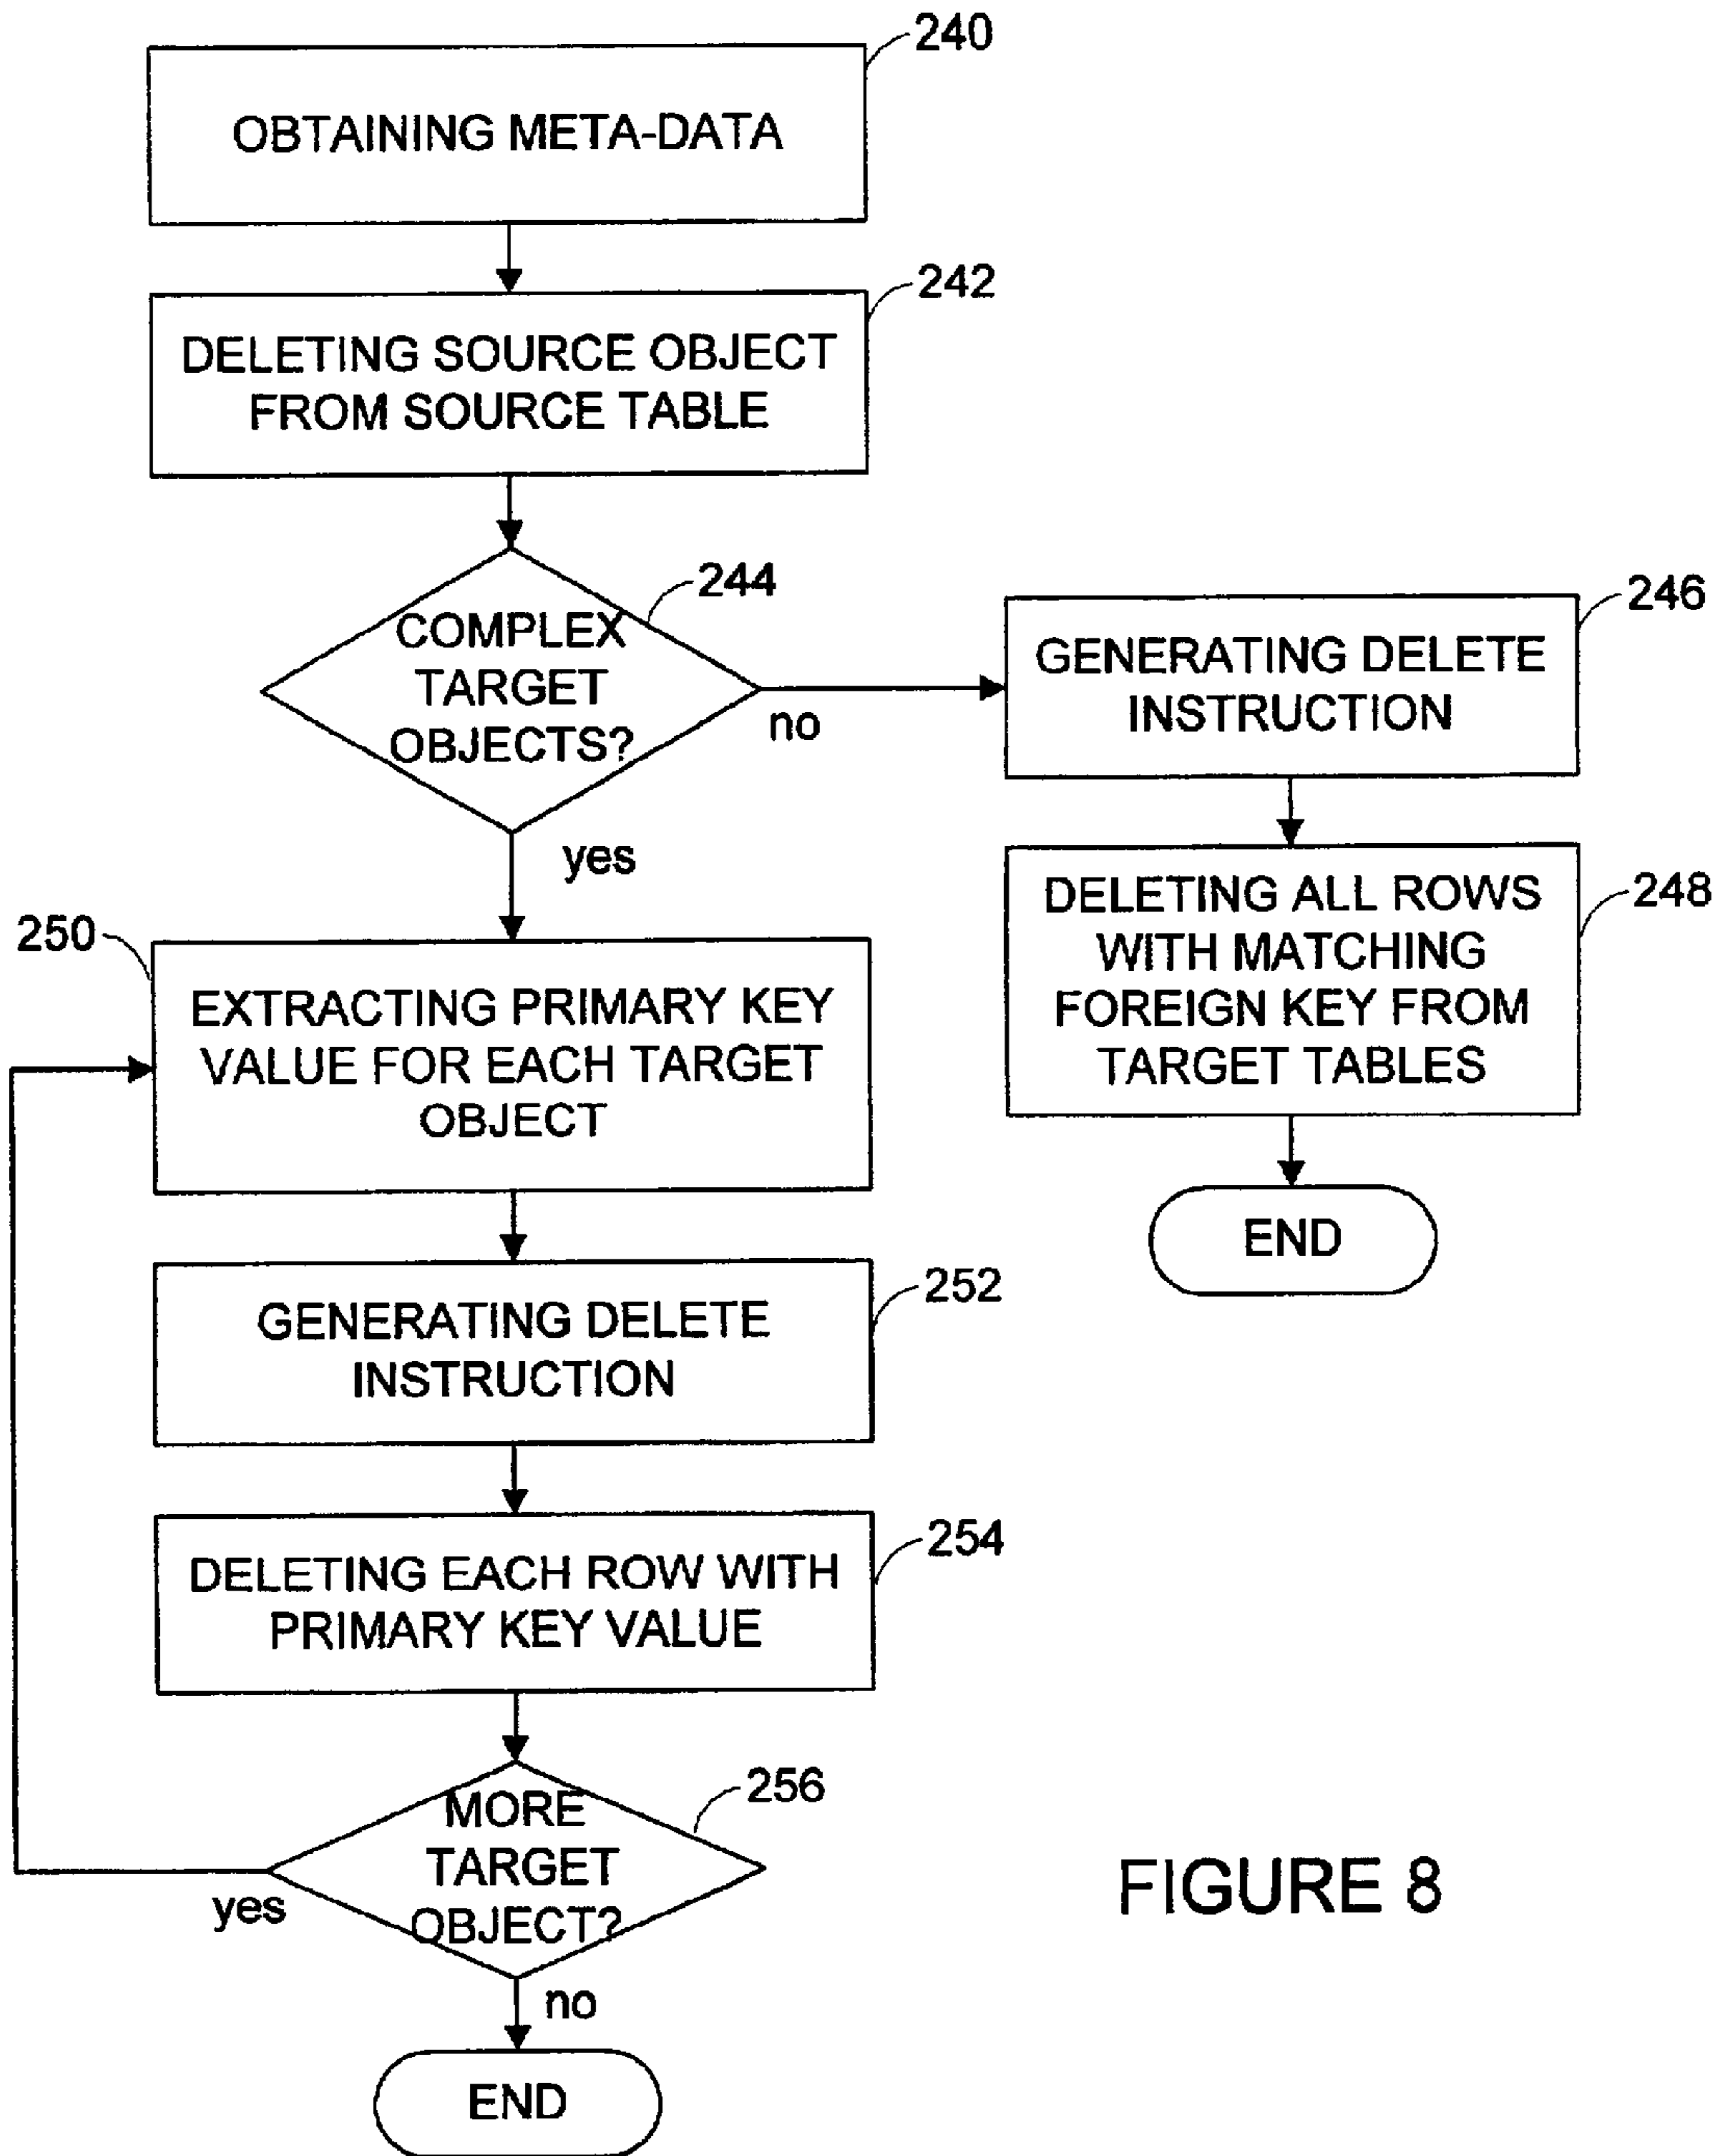 240
OBTAINING META-DATA
242
DELETING SOURCE OBJECT
FROM SOURCE TABLE
244
COMPLEX
TARGET
OBJECTS?
no
yes
246
GENERATING DELETE
INSTRUCTION
248
DELETING ALL ROWS
WITH MATCHING
FOREIGN KEY FROM
TARGET TABLES
END
250
EXTRACTING PRIMARY KEY
VALUE FOR EACH TARGET
OBJECT
252
GENERATING DELETE
INSTRUCTION
254
DELETING EACH ROW WITH
PRIMARY KEY VALUE
256
MORE
TARGET
OBJECT?
yes
no
END
FIGURE 8